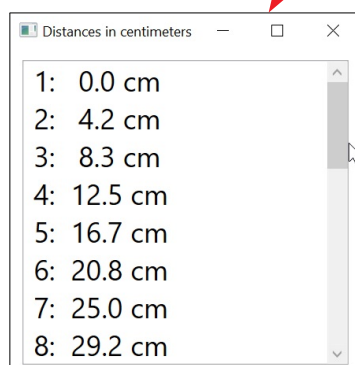 Distances in centimeters
1: 0.0 cm
2: 4.2 cm
3: 8.3 cm
4: 12.5 cm
5: 16.7 cm
6: 20.8 cm
7: 25.0 cm
8: 29.2 cm